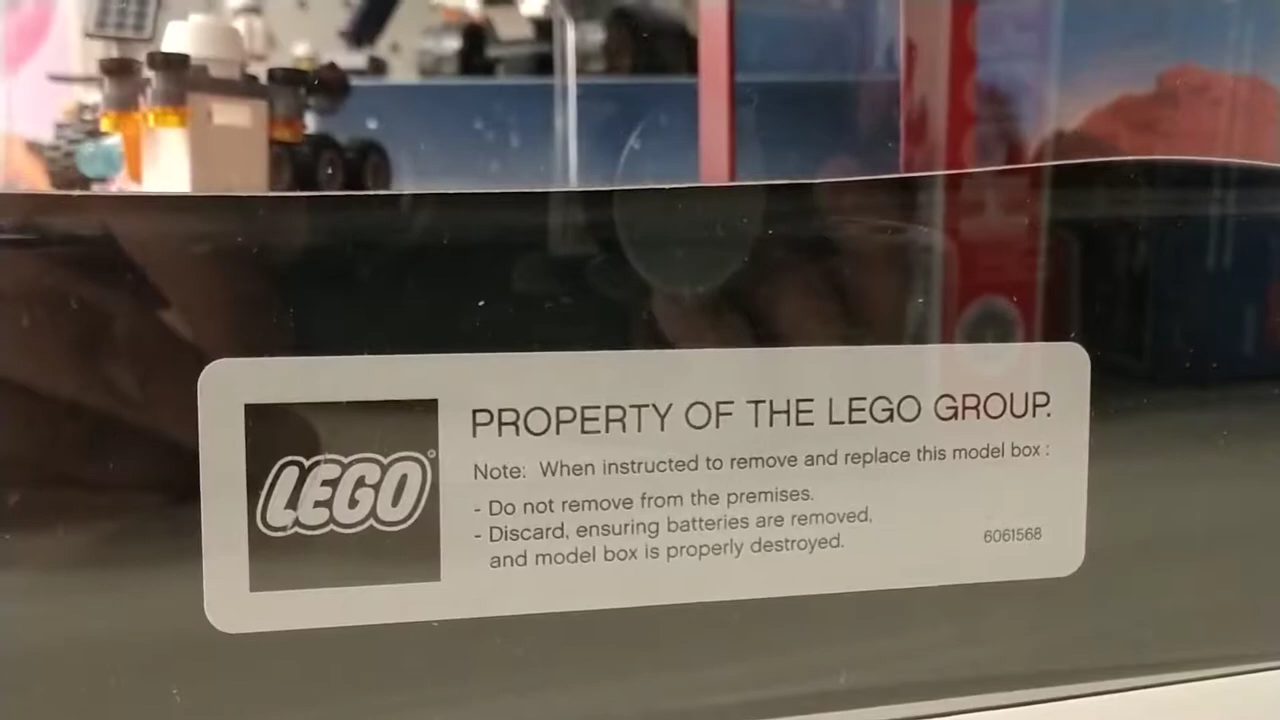 LEGO
PROPERTY OF THE LEGO GROUP.
Note: When instructed to remove and replace this model box :
- Do not remove from the premises.
- Discard, ensuring batteries are removed,
and model box is properly destroyed.
6061568